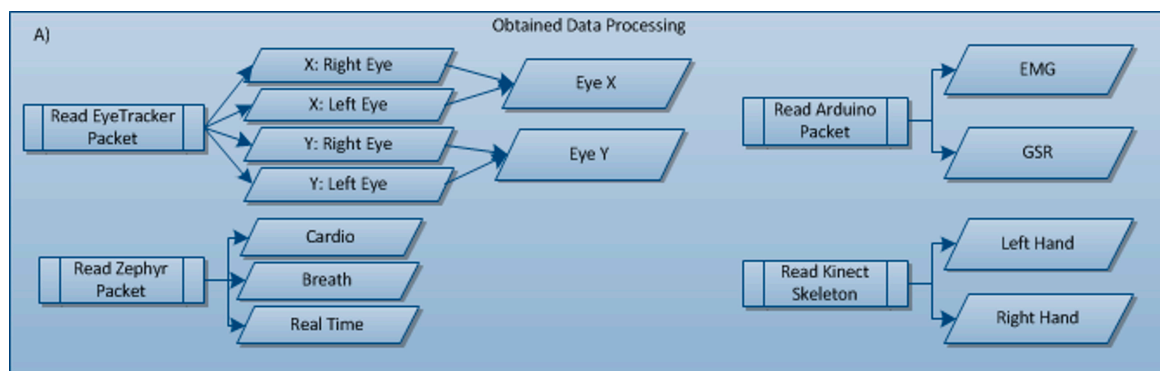 Obtained Data Processing
A)
Read EyeTracker
Packet
X: Right Eye
X: Left Eye
Y: Right Eye
Y: Left Eye
Eye X
Eye Y
Read Arduino
Packet
EMG
GSR
Read Zephyr
Packet
Cardio
Breath
Real Time
Read Kinect
Skeleton
Left Hand
Right Hand